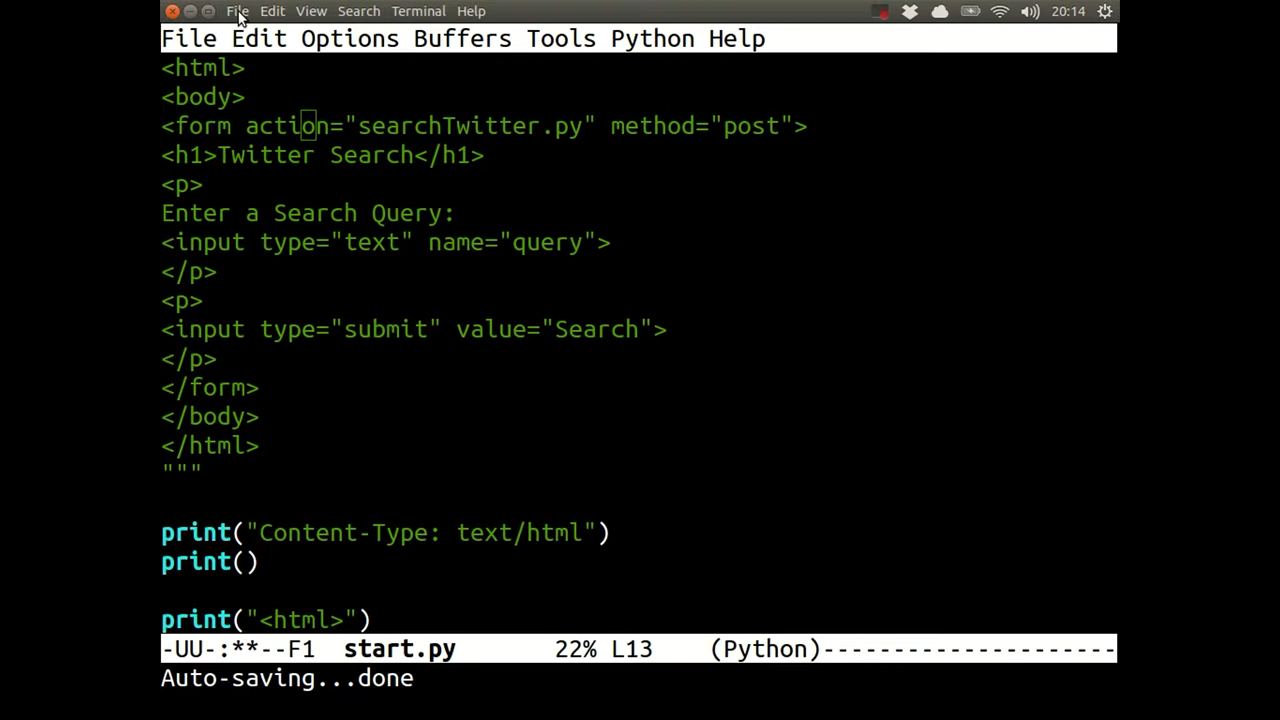 File Edit View Search Terminal Help 20:14
File Edit Options Buffers Tools Python Help
<html>
<body>
<form action="searchTwitter.py" method="post">
<h1>Twitter Search</h1>
<p>
Enter a Search Query:
<input type="text" name="query">
</p>
<p>
<input type="submit" value="Search">
</p>
</form>
</body>
</html>
"""
print("Content-Type: text/html")
print()
print("<html>")
-UU-:**--F1 start.py 22% L13 (Python)---------------------
Auto-saving...done